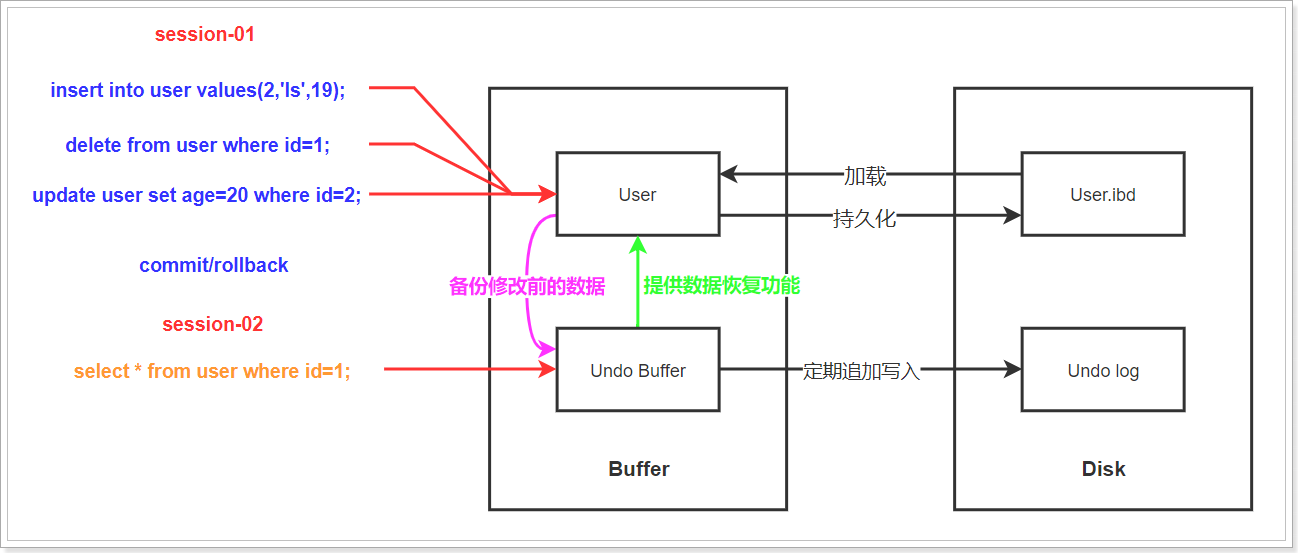 session-01
insert into user values(2,'ls',19);
delete from user where id=1;
update user set age=20 where id=2;
commit/rollback
session-02
select * from user where id=1;
User
备份修改前的数据
提供数据恢复功能
Undo Buffer
Buffer
加载
持久化
定期追加写入
User.ibd
Undo log
Disk